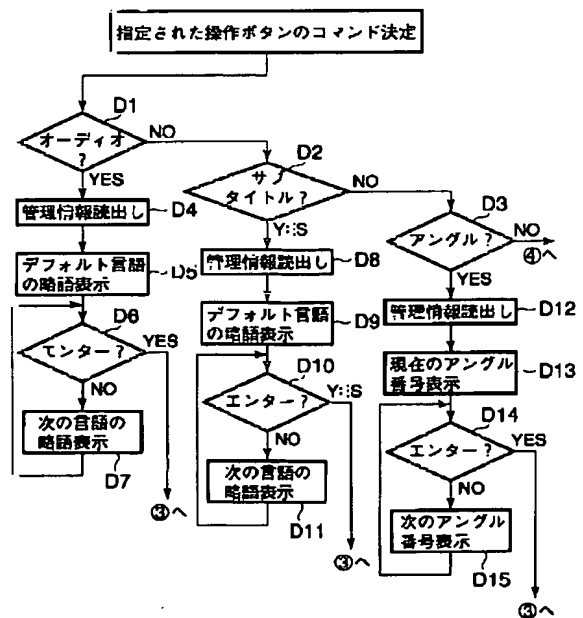 指定された操作ボタンのコマンド決定
D1
オーディオ
?
NO
YES
管理情報読出し
D4
デフォルト言語
の略語表示
D5
D6
エンター?
YES
NO
次の言語の
略語表示
D7
③へ
D2
サブ
タイトル?
NO
YES
管理情報読出し
D8
デフォルト言語
の略語表示
D9
D10
エンター?
YES
NO
次の言語の
略語表示
D11
③へ
D3
アングル?
NO
④へ
YES
管理情報読出し
D12
現在のアングル
番号表示
D13
D14
エンター?
YES
NO
次のアングル
番号表示
D15
③へ